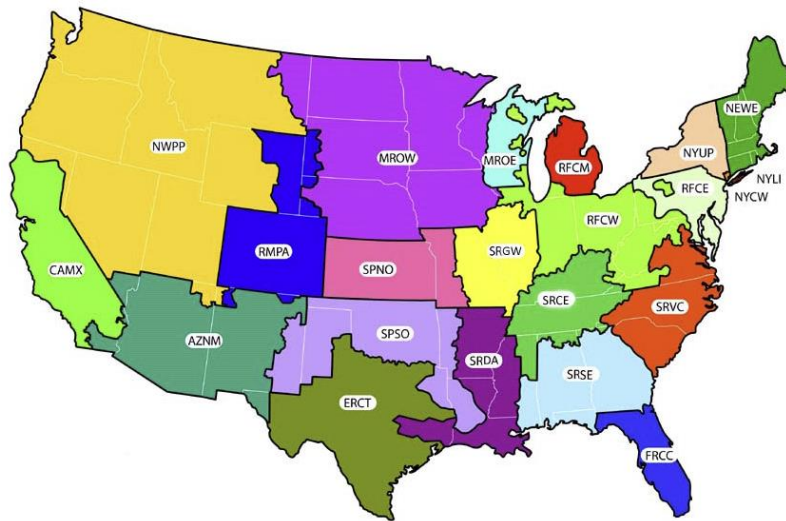 NEWE
NWPP
NYUP
MROW
MROE
RFCM
NYLI
RFCE
NYCW
RFCW
SRGW
RMPA
CAMX
SPNO
SRCE
SRVC
AZNM
SPSO
SRDA
SRSE
ERCT
FRCC